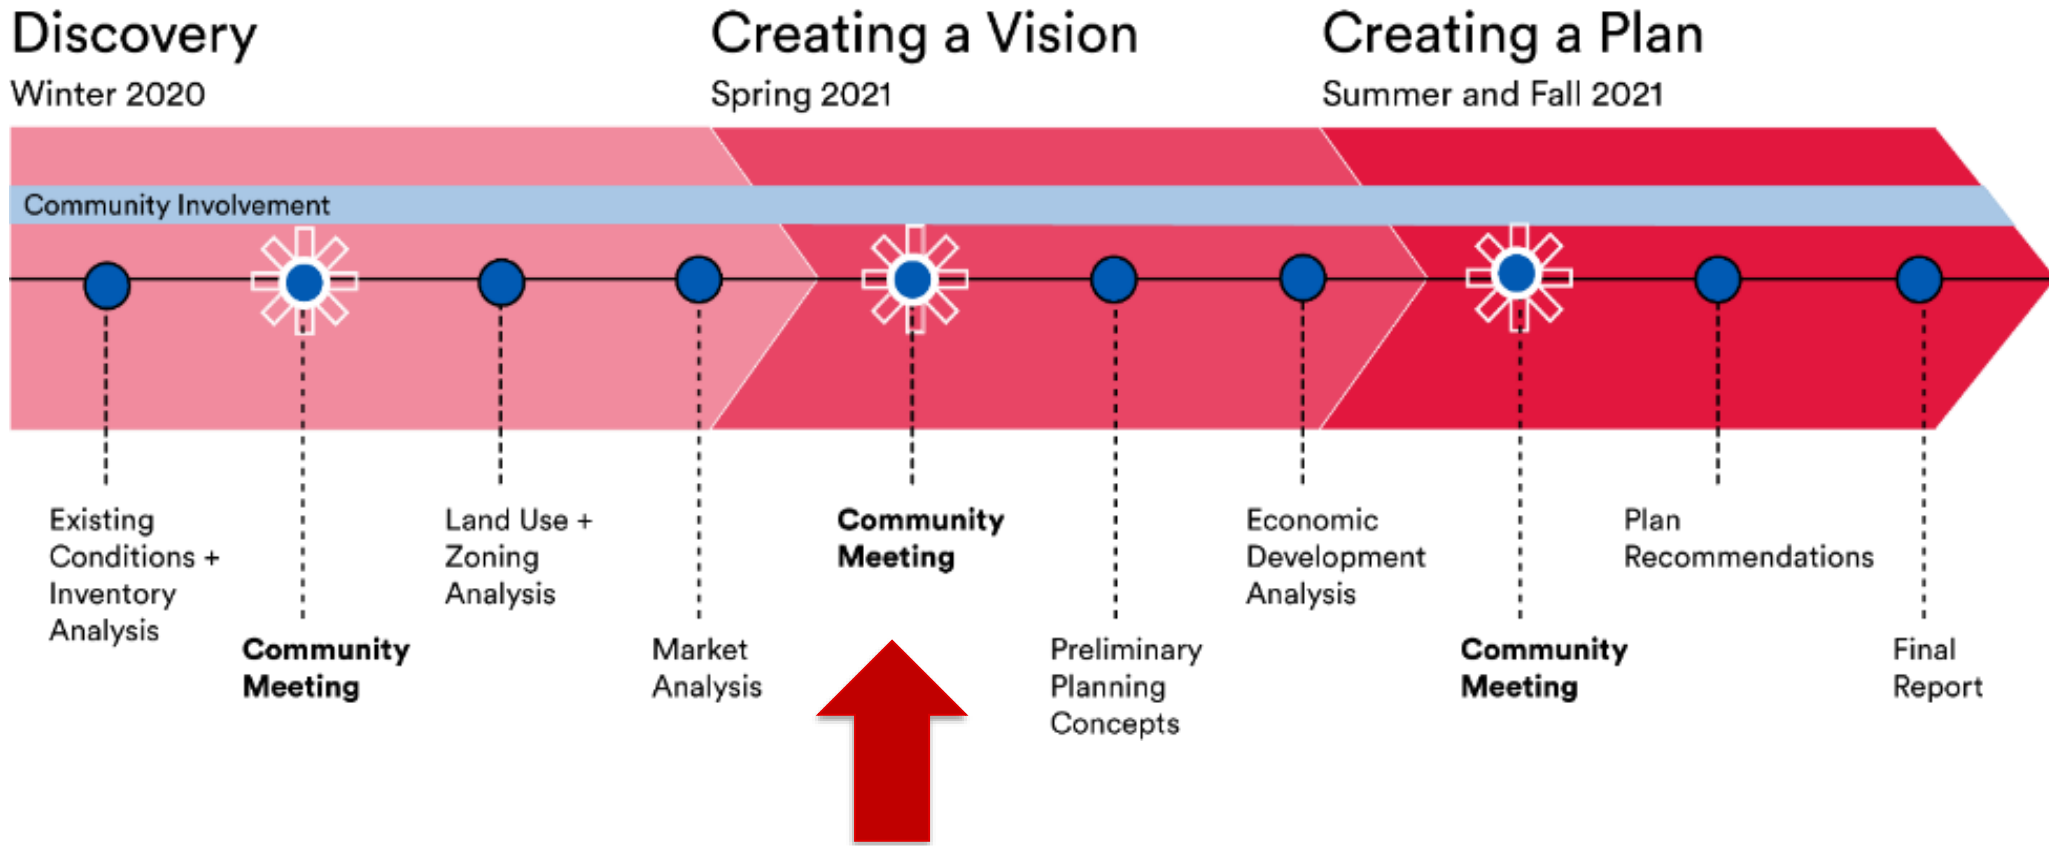 Discovery
Winter 2020
Creating a Vision
Spring 2021
Creating a Plan
Summer and Fall 2021
Community Involvement
Existing
Conditions +
Inventory
Analysis
Community
Meeting
Land Use +
Zoning
Analysis
Market
Analysis
Community
Meeting
Preliminary
Planning
Concepts
Economic
Development
Analysis
Community
Meeting
Plan
Recommendations
Final
Report